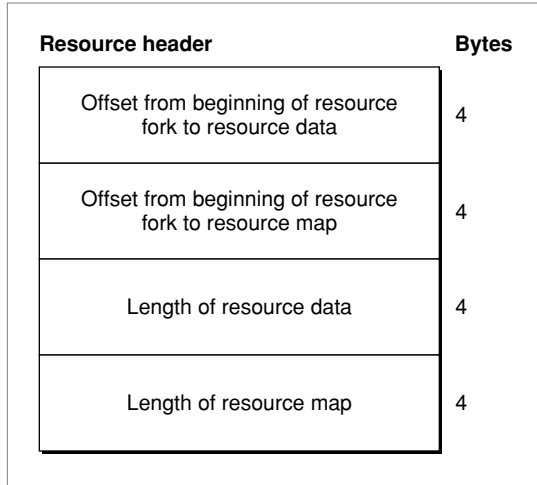 Resource header Bytes
Offset from beginning of resource
fork to resource data
4
Offset from beginning of resource
fork to resource map
4
Length of resource data 4
Length of resource map 4